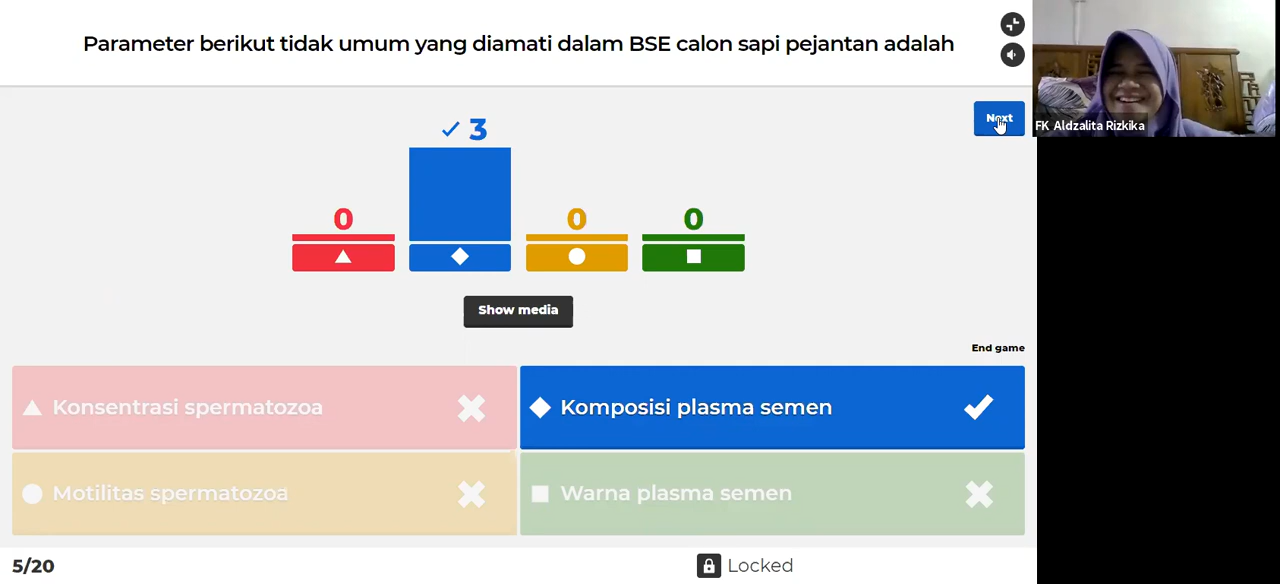 Parameter berikut tidak umum yang diamati dalam BSE calon sapi pejantan adalah
Next
FK Aldzalita Rizkika
3
0
0
0
Show media
End game
Konsentrasi spermatozoa
Komposisi plasma semen
Motilitas spermatozoa
Warna plasma semen
5/20
Locked